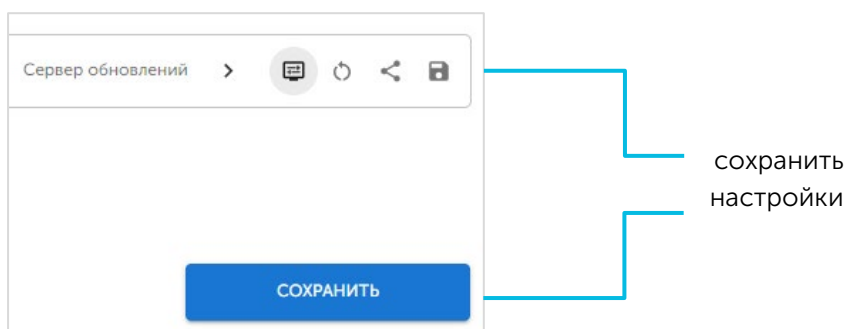 Сервер обновлений
сохранить
настройки
СОХРАНИТЬ